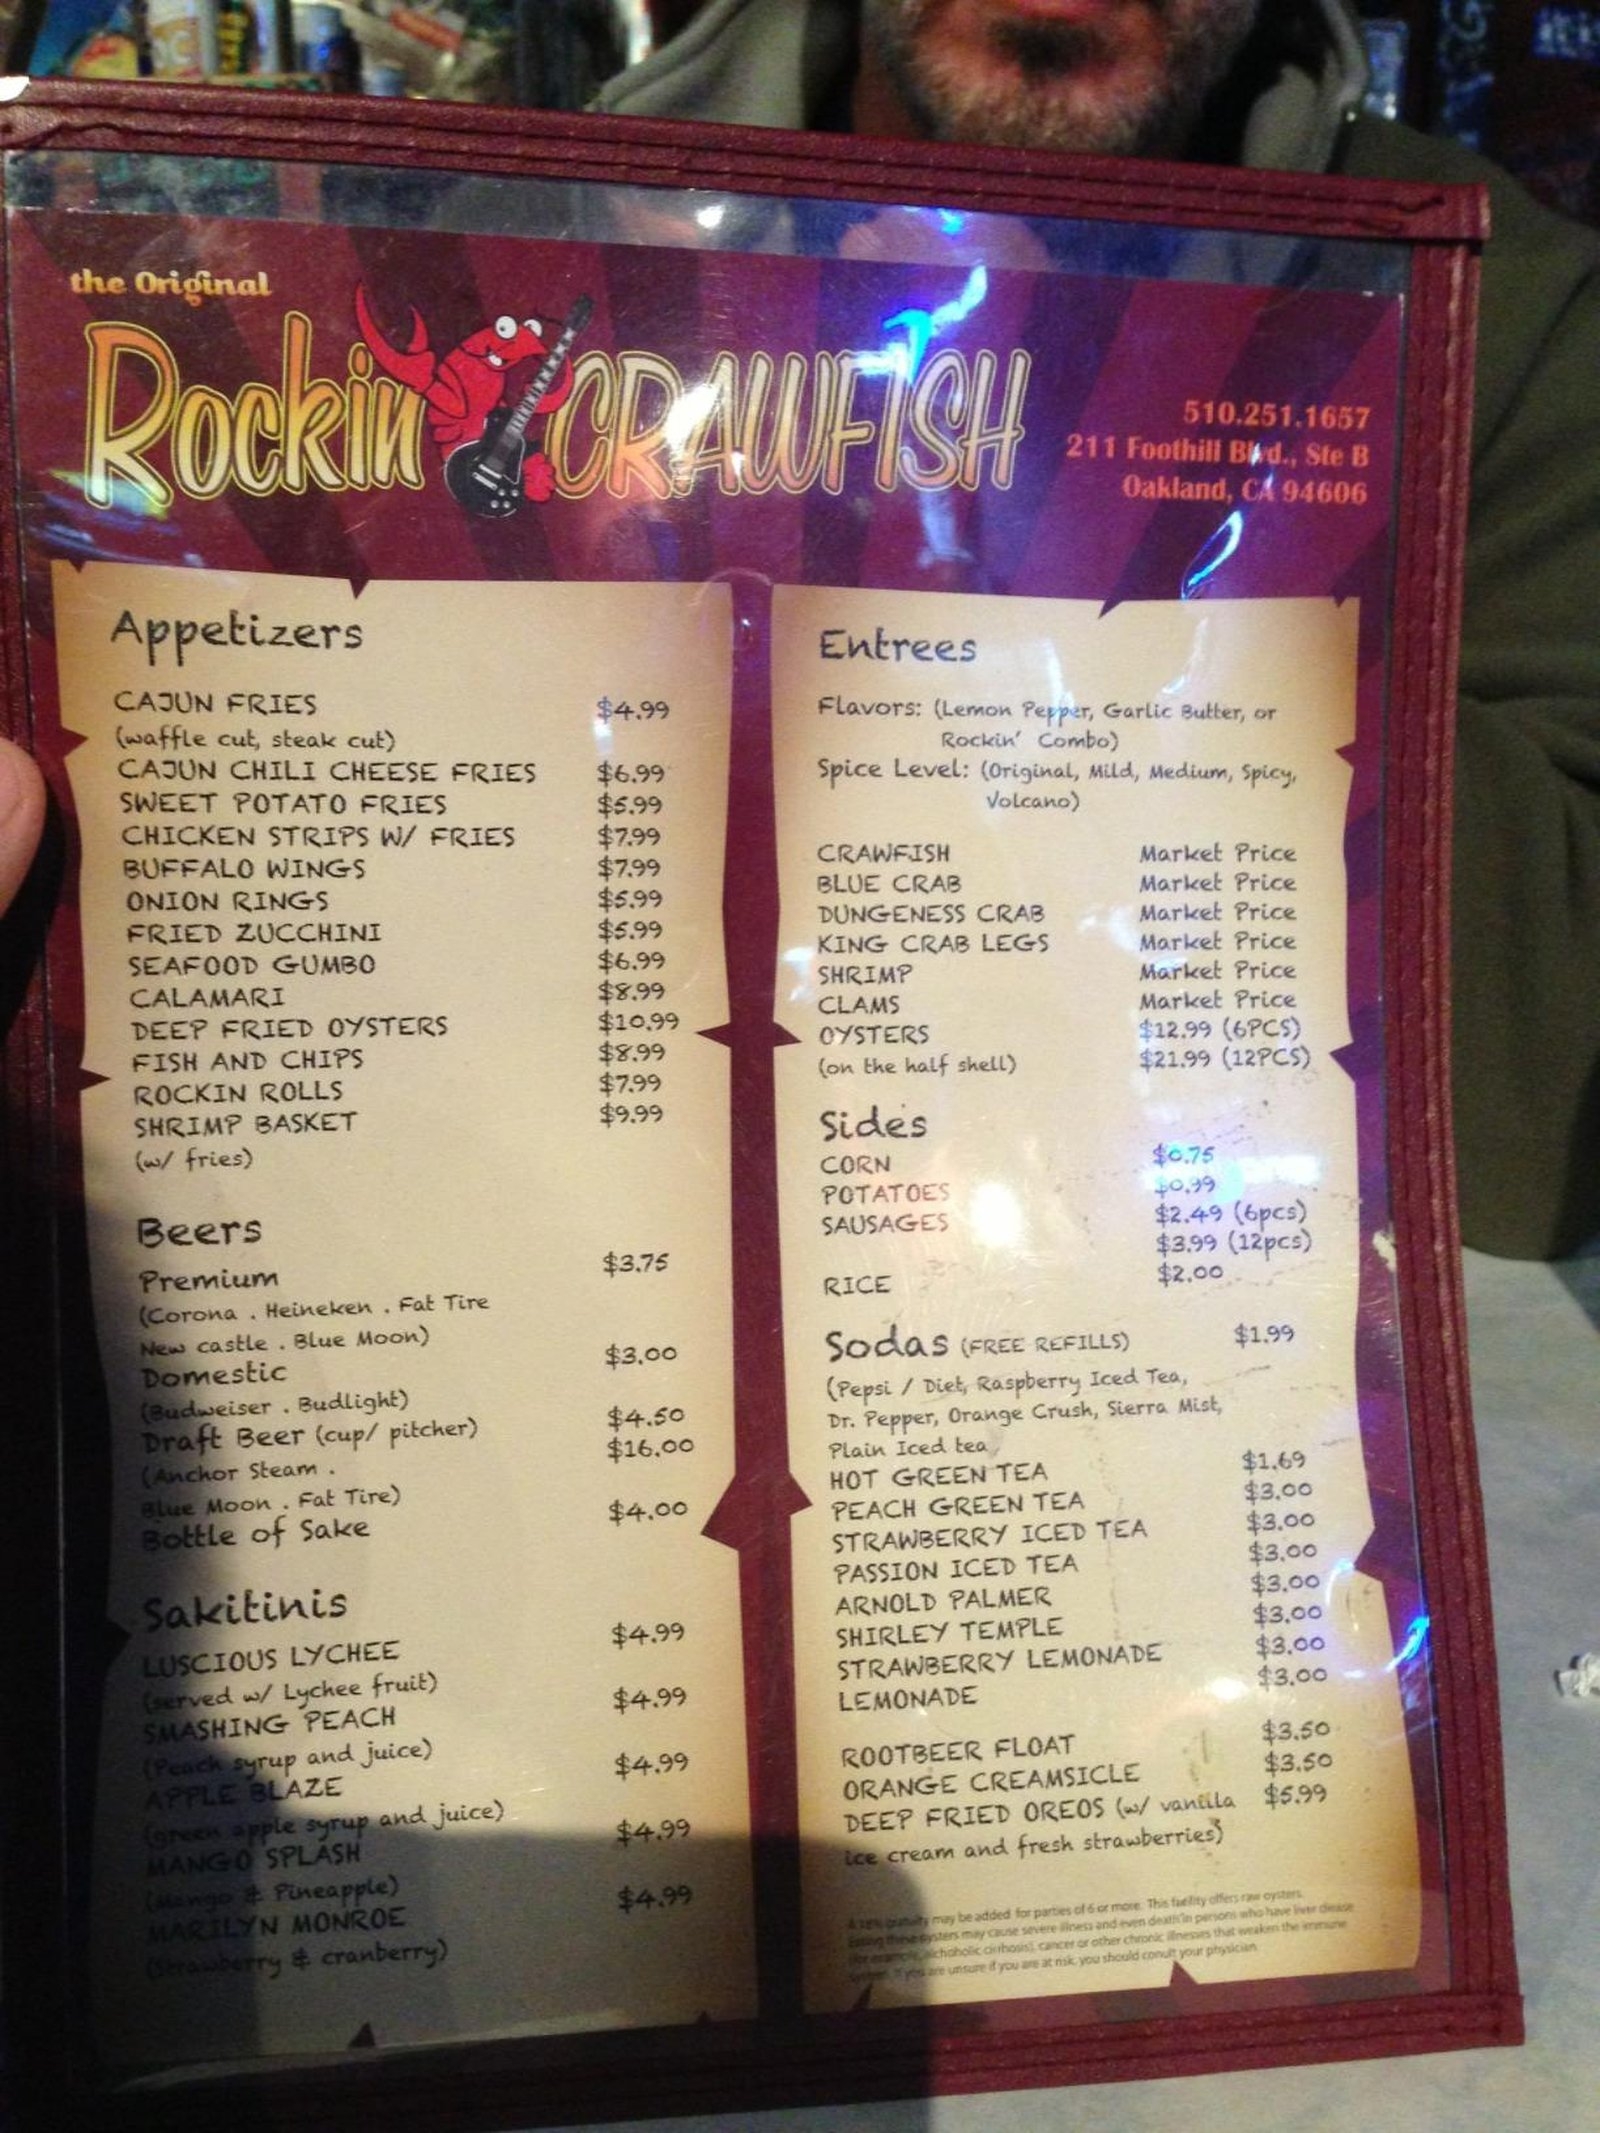 the Original
Rockin CRAWFISH
510.251.1657
211 Foothill Blvd., Ste B
Oakland, CA 94606
Appetizers
CAJUN FRIES $4.99
(waffle cut, steak cut)
CAJUN CHILI CHEESE FRIES $6.99
SWEET POTATO FRIES $5.99
CHICKEN STRIPS W/ FRIES $7.99
BUFFALO WINGS $7.99
ONION RINGS $5.99
FRIED ZUCCHINI $5.99
SEAFOOD GUMBO $6.99
CALAMARI $8.99
DEEP FRIED OYSTERS $10.99
FISH AND CHIPS $8.99
ROCKIN ROLLS $7.99
SHRIMP BASKET $9.99
(w/ fries)
Beers
Premium $3.75
(Corona . Heineken . Fat Tire
New castle . Blue Moon)
Domestic $3.00
(Budweiser . Budlight)
Draft Beer (cup/ pitcher) $4.50
$16.00
(Anchor Steam .
Blue Moon . Fat Tire)
Bottle of Sake $4.00
Sakitinis
LUSCIOUS LYCHEE $4.99
(served w/ Lychee fruit)
SMASHING PEACH $4.99
(Peach syrup and juice)
APPLE BLAZE $4.99
(green apple syrup and juice)
MANGO SPLASH $4.99
(Mango & Pineapple)
MARILYN MONROE $4.99
(Strawberry & cranberry)
Entrees
Flavors: (Lemon Pepper, Garlic Butter, or
Rockin' Combo)
Spice Level: (Original, Mild, Medium, Spicy,
Volcano)
CRAWFISH Market Price
BLUE CRAB Market Price
DUNGENESS CRAB Market Price
KING CRAB LEGS Market Price
SHRIMP Market Price
CLAMS Market Price
OYSTERS $12.99 (6PCS)
(on the half shell) $21.99 (12PCS)
Sides
CORN $0.75
POTATOES $0.99
SAUSAGES $2.49 (6pcs)
$3.99 (12pcs)
RICE $2.00
Sodas (FREE REFILLS) $1.99
(Pepsi / Diet, Raspberry Iced Tea,
Dr. Pepper, Orange Crush, Sierra Mist,
Plain Iced tea
HOT GREEN TEA $1.69
PEACH GREEN TEA $3.00
STRAWBERRY ICED TEA $3.00
PASSION ICED TEA $3.00
ARNOLD PALMER $3.00
SHIRLEY TEMPLE $3.00
STRAWBERRY LEMONADE $3.00
LEMONADE $3.00
ROOTBEER FLOAT $3.50
ORANGE CREAMSICLE $3.50
DEEP FRIED OREOS (w/ vanilla $5.99
ice cream and fresh strawberries)
gratuity may be added for parties of 6 or more. This facility offers raw oysters.
Eating these oysters may cause severe illness and even death in persons who have liver disease
(for example, alchoholic cirrhosis), cancer or other chronic illnesses that weaken the immune
system. If you are unsure if you are at risk, you should conult your physician.